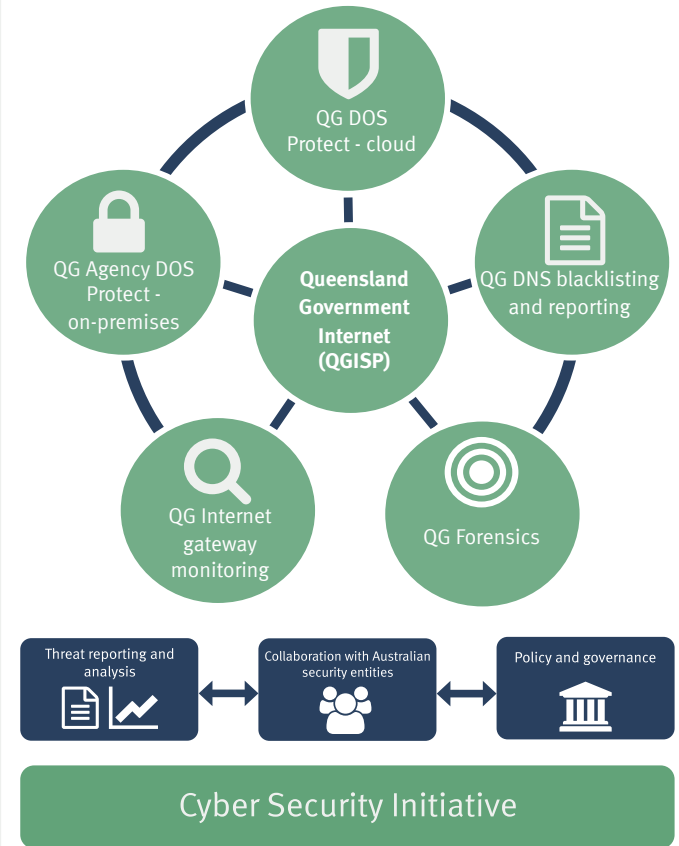 QG DOS
Protect - cloud
QG Agency DOS
Protect -
on-premises
Queensland
Government
Internet
(QGISP)
QG DNS blacklisting
and reporting
QG Internet
gateway
monitoring
QG Forensics
Threat reporting and
analysis
Collaboration with Australian
security entities
Policy and governance
Cyber Security Initiative